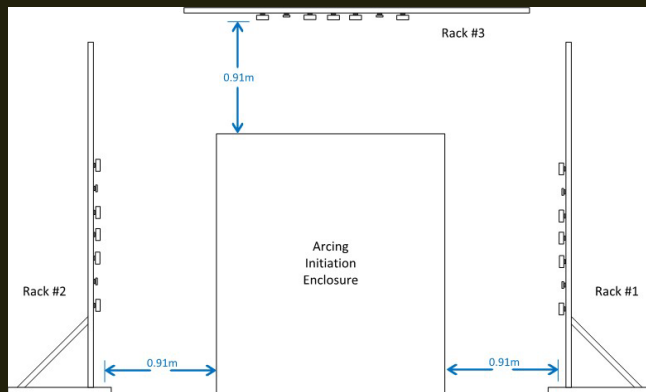 Rack #3
0.91m
Arcing
Initiation
Enclosure
Rack #2
Rack #1
0.91m
0.91m